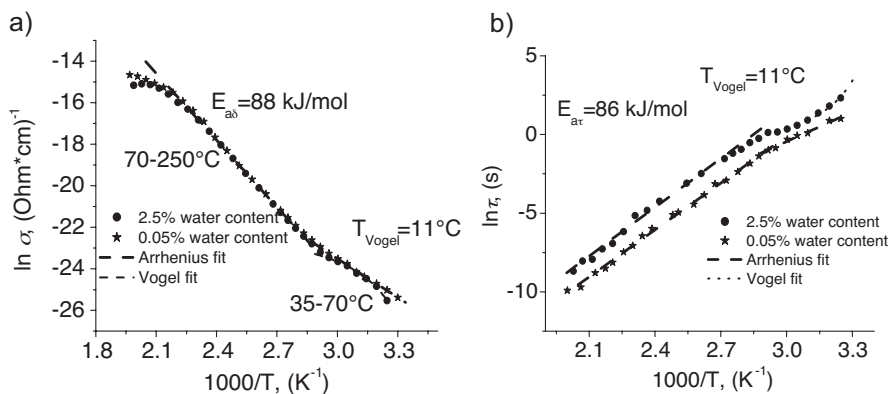 a)
ln σ, (Ohm*cm)⁻¹
-14
-16
-18
-20
-22
-24
-26
E_aδ=88 kJ/mol
70-250°C
2.5% water content
0.05% water content
Arrhenius fit
Vogel fit
T_Vogel=11°C
35-70°C
1.8 2.1 2.4 2.7 3.0 3.3
1000/T, (K⁻¹)
b)
lnτ, (s)
5
0
-5
-10
T_Vogel=11°C
E_aτ=86 kJ/mol
2.5% water content
0.05% water content
Arrhenius fit
Vogel fit
2.1 2.4 2.7 3.0 3.3
1000/T, (K⁻¹)